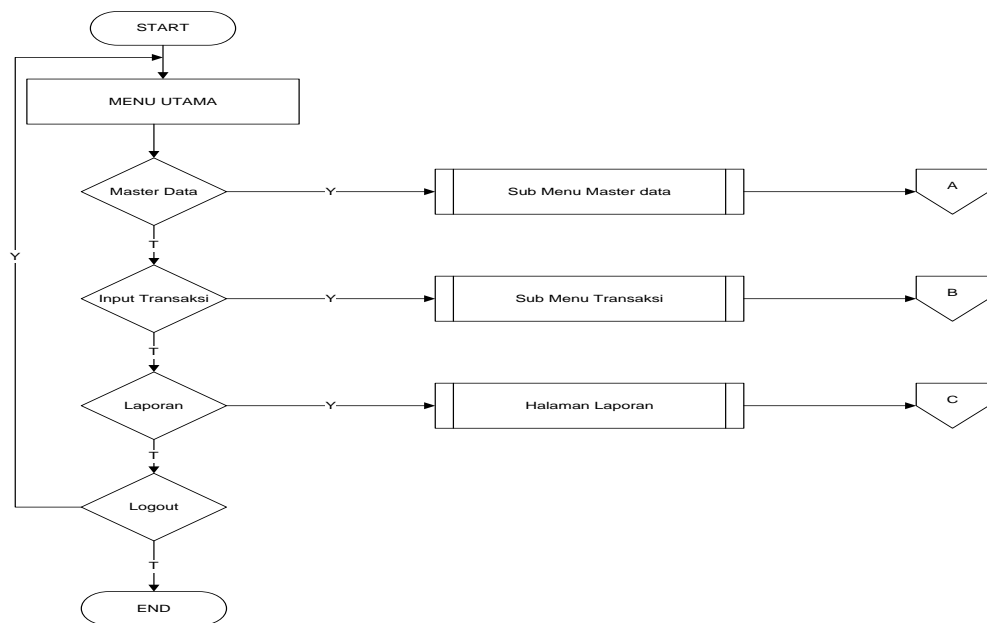 START
MENU UTAMA
Master Data
Y
Sub Menu Master data
A
T
Y
Input Transaksi
Y
Sub Menu Transaksi
B
T
Laporan
Y
Halaman Laporan
C
T
Logout
T
END